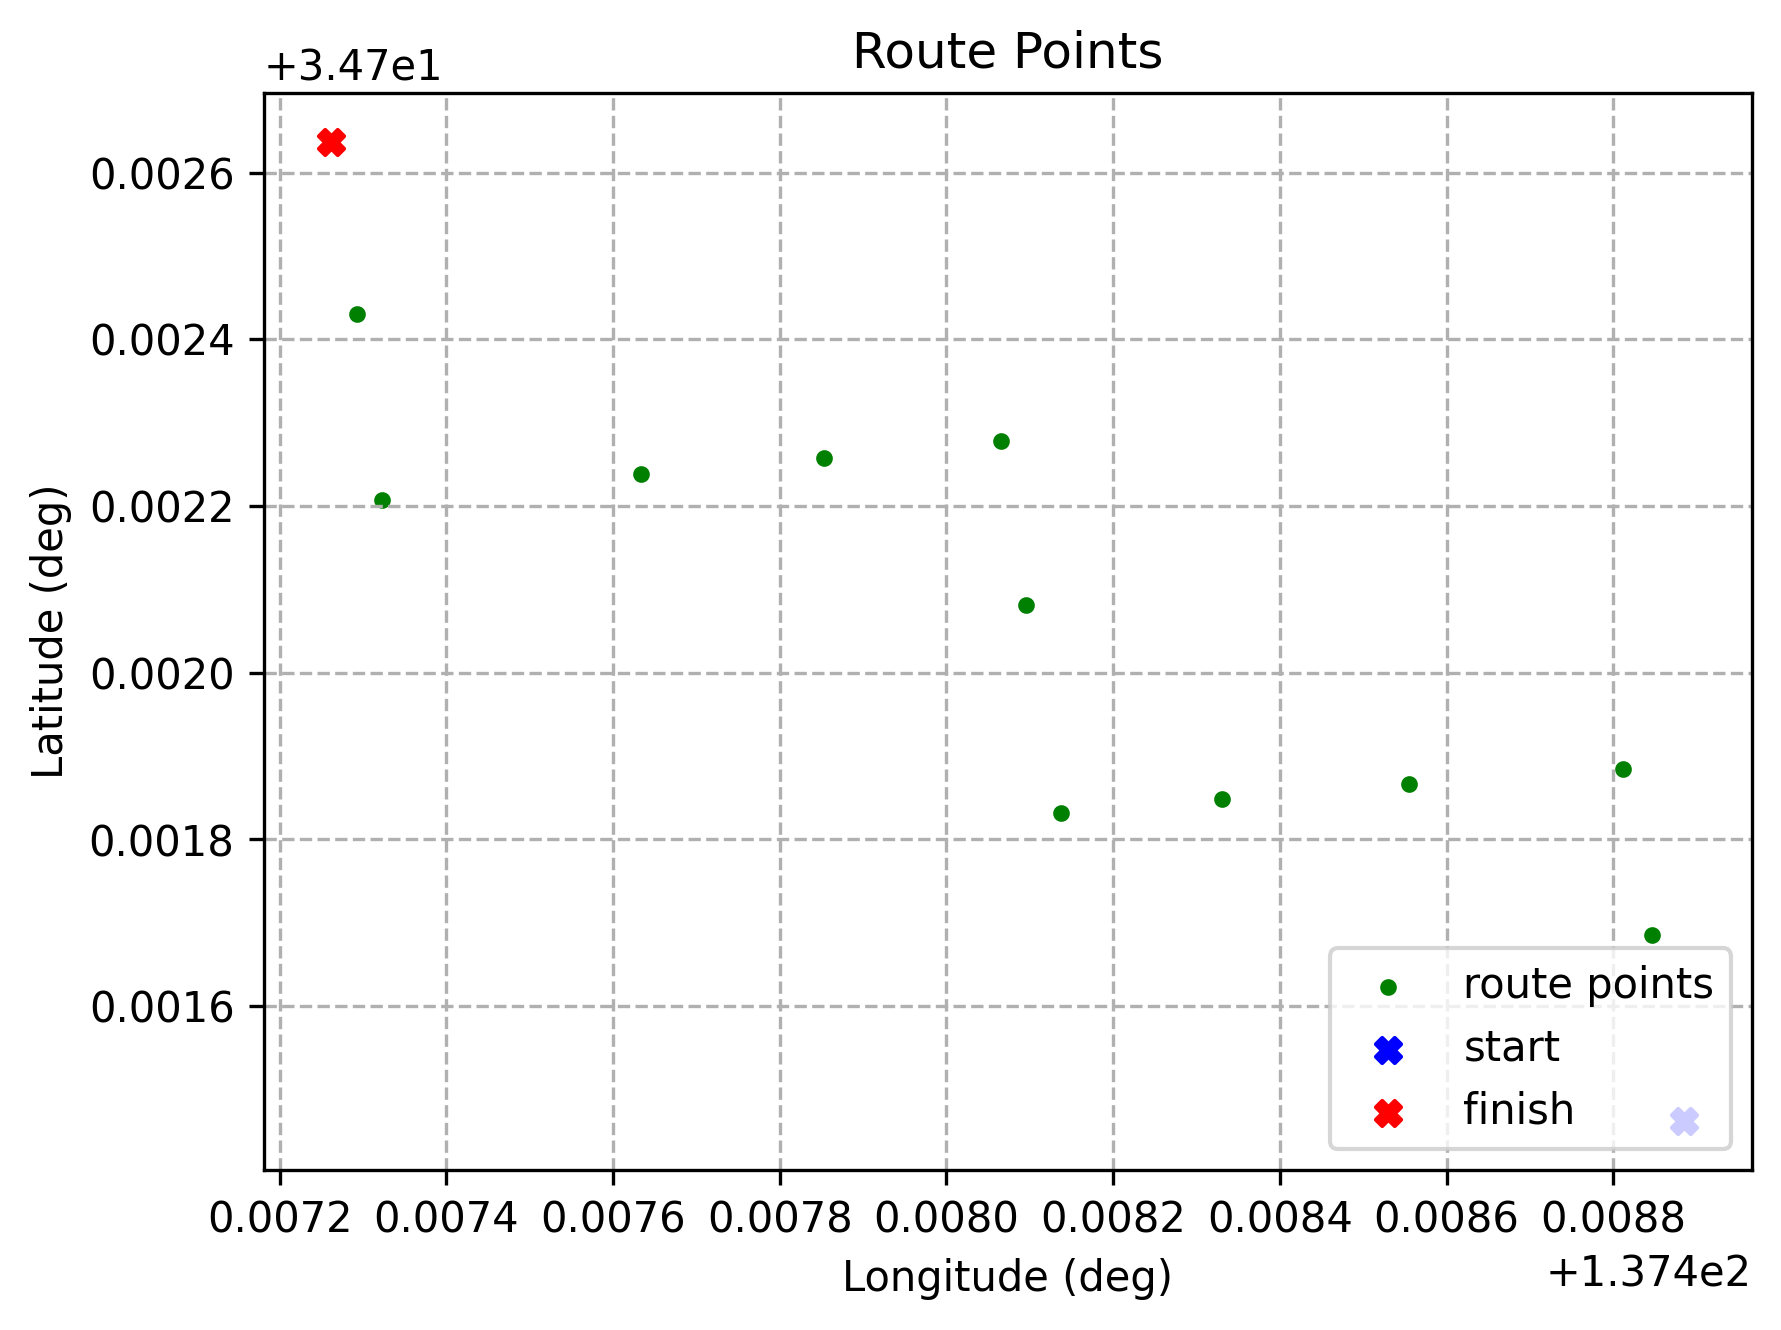 Route Points
+3.47e1
0.0026
0.0024
0.0022
0.0020
0.0018
0.0016
Latitude (deg)
route points
start
finish
0.0072 0.0074 0.0076 0.0078 0.0080 0.0082 0.0084 0.0086 0.0088
+1.374e2
Longitude (deg)